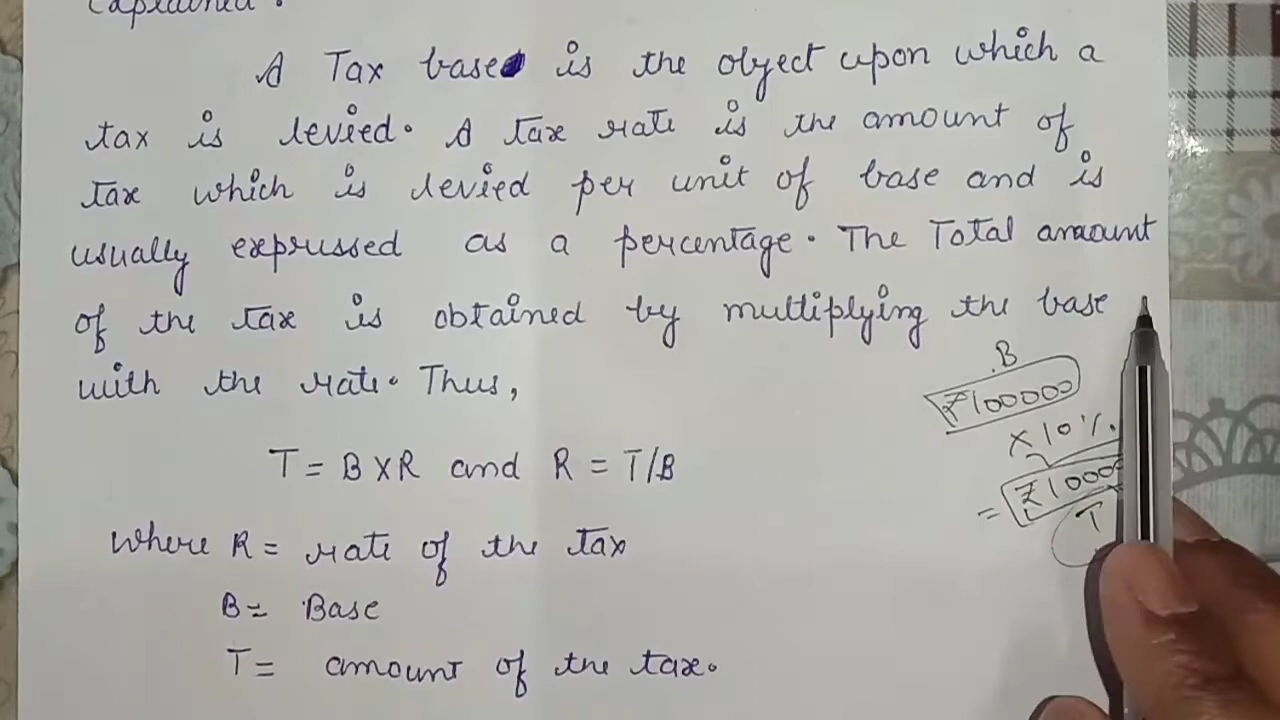 explained.
A Tax base is the object upon which a
tax is levied. A tax rate is the amount of
tax which is levied per unit of base and is
usually expressed as a percentage. The Total amount
of the tax is obtained by multiplying the base
with the rate. Thus,
B
₹100000
T = B X R and R = T/B
X 10%.
= ₹10000
T
where R = rate of the tax
B = Base
T = amount of the tax.